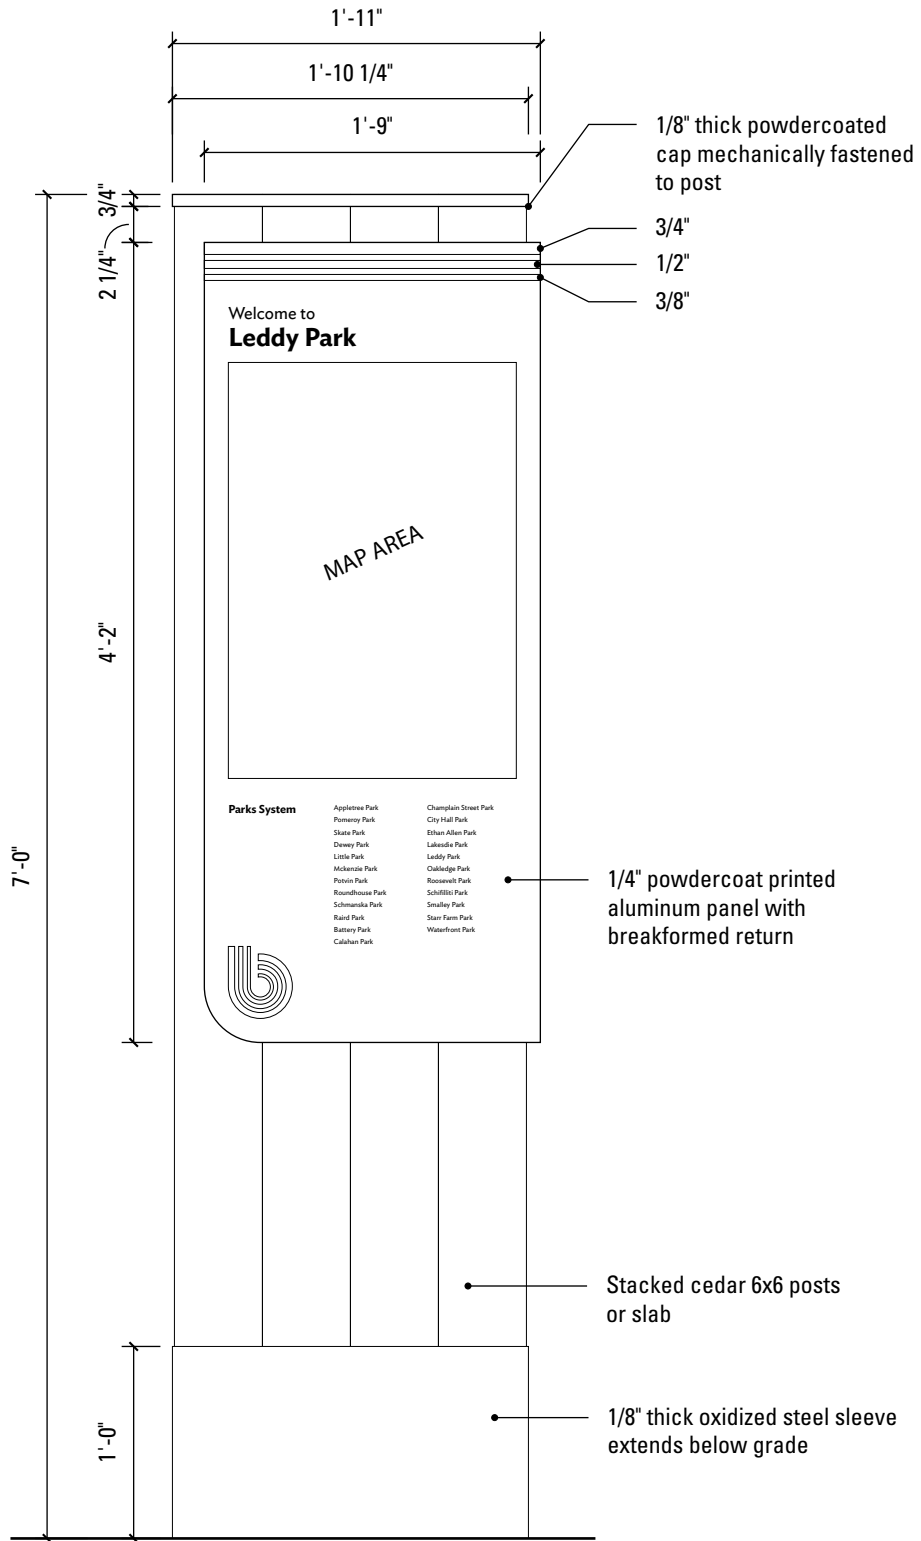 1'-11"
1'-10 1/4"
1'-9"
1/8" thick powdercoated
cap mechanically fastened
to post
3/4"
2 1/4"
3/4"
1/2"
3/8"
Welcome to
Leddy Park
MAP AREA
4'-2"
7'-0"
Parks System
Appletree Park
Pomeroy Park
Skate Park
Dewey Park
Little Park
Mckenzie Park
Potvin Park
Roundhouse Park
Schmanska Park
Raird Park
Battery Park
Calahan Park
Champlain Street Park
City Hall Park
Ethan Allen Park
Lakesdie Park
Leddy Park
Oakledge Park
Roosevelt Park
Schifilliti Park
Smalley Park
Starr Farm Park
Waterfront Park
1/4" powdercoat printed
aluminum panel with
breakformed return
Stacked cedar 6x6 posts
or slab
1'-0"
1/8" thick oxidized steel sleeve
extends below grade